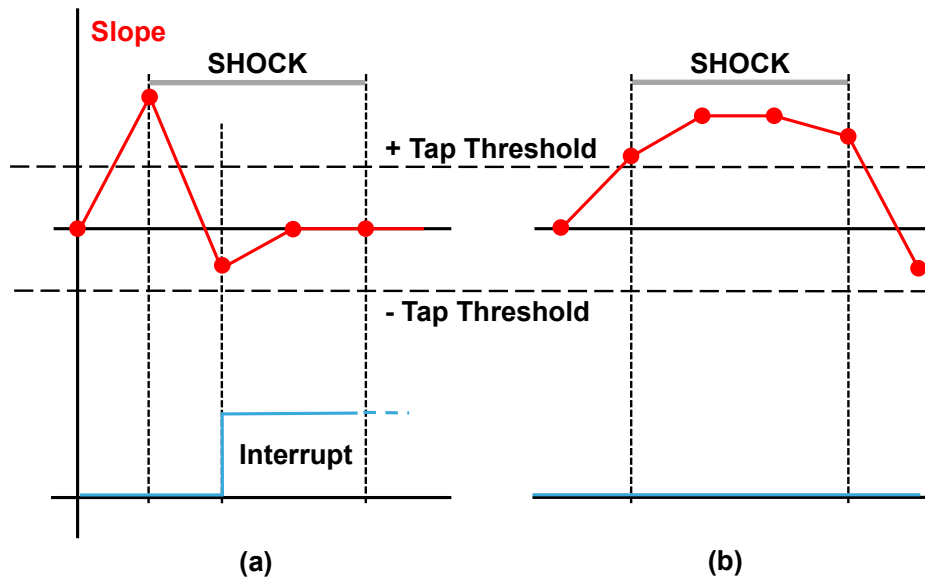 Slope
SHOCK
SHOCK
+ Tap Threshold
- Tap Threshold
Interrupt
(a)
(b)